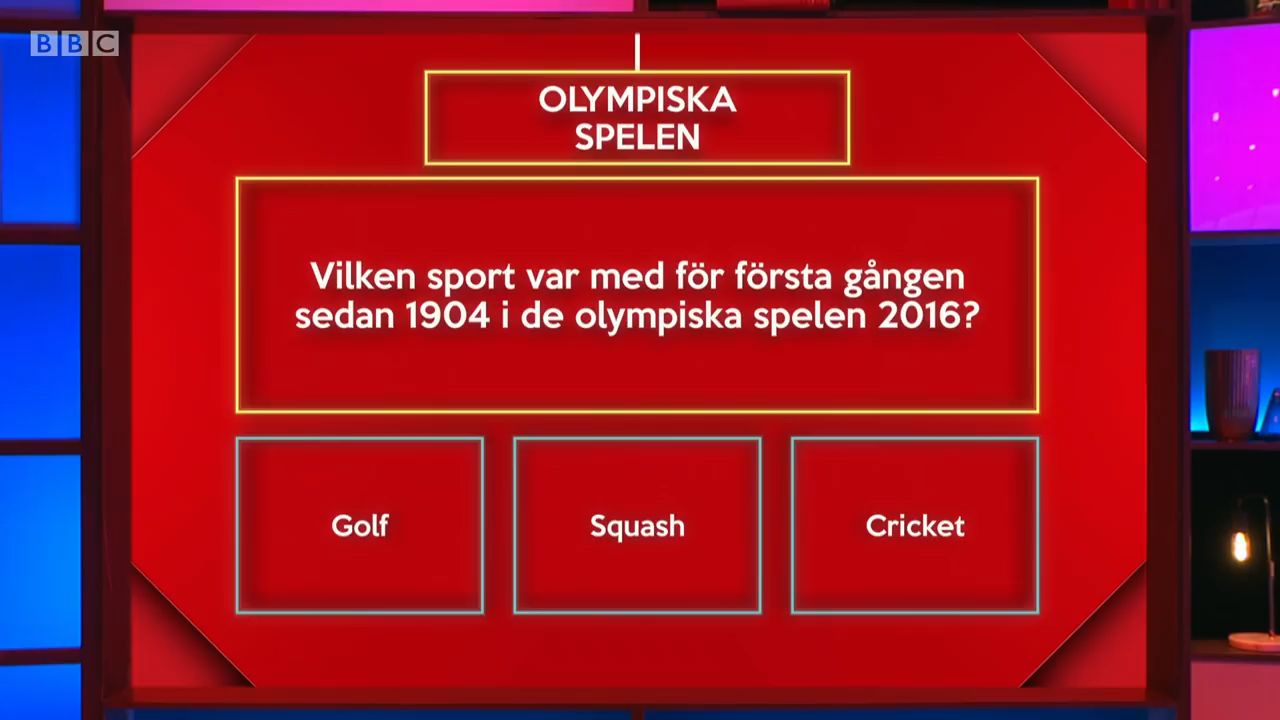 BBC
OLYMPISKA
SPELEN
Vilken sport var med för första gången
sedan 1904 i de olympiska spelen 2016?
Golf
Squash
Cricket